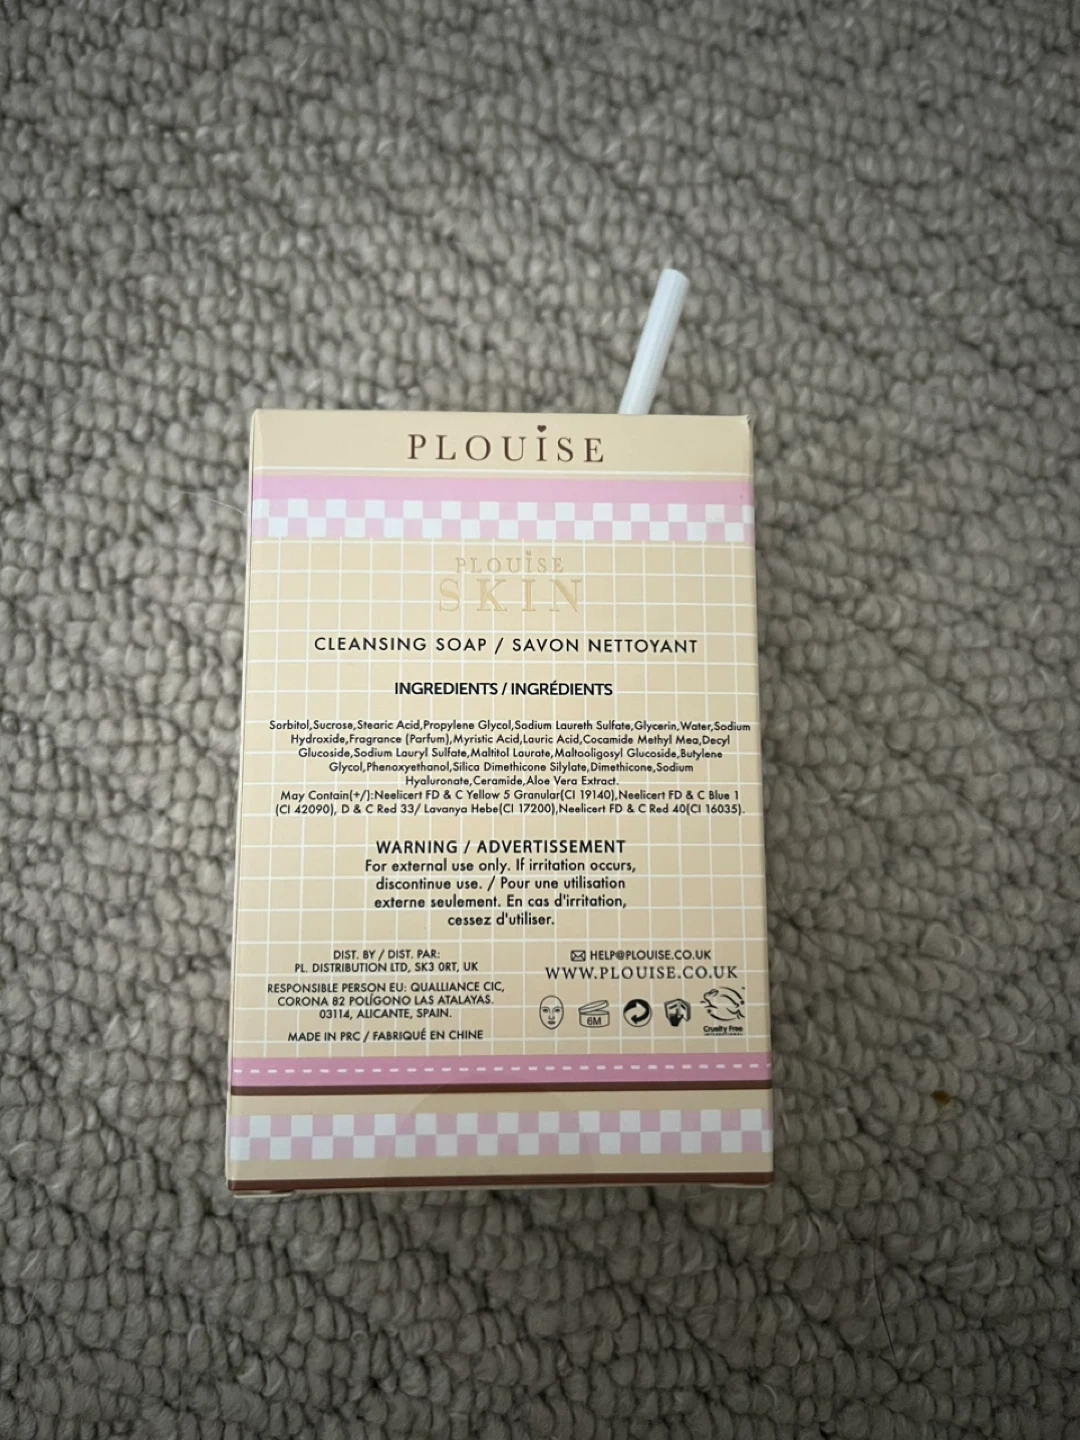 PLOUISE
PLOUISE
SKIN
CLEANSING SOAP / SAVON NETTOYANT
INGREDIENTS / INGRÉDIENTS
Sorbitol,Sucrose,Stearic Acid,Propylene Glycol,Sodium Laureth Sulfate,Glycerin,Water,Sodium
Hydroxide,Fragrance (Parfum),Myristic Acid,Lauric Acid,Cocamide Methyl Mea,Decyl
Glucoside,Sodium Lauryl Sulfate,Maltitol Laurate,Maltooligosyl Glucoside,Butylene
Glycol,Phenoxyethanol,Silica Dimethicone Silylate,Dimethicone,Sodium
Hyaluronate,Ceramide,Aloe Vera Extract.
May Contain(+/):Neelicert FD & C Yellow 5 Granular(CI 19140),Neelicert FD & C Blue 1
(CI 42090), D & C Red 33/ Lavanya Hebe(CI 17200),Neelicert FD & C Red 40(CI 16035).
WARNING / ADVERTISSEMENT
For external use only. If irritation occurs,
discontinue use. / Pour une utilisation
externe seulement. En cas d'irritation,
cessez d'utiliser.
DIST. BY / DIST. PAR:
PL. DISTRIBUTION LTD, SK3 0RT, UK
RESPONSIBLE PERSON EU: QUALLIANCE CIC,
CORONA 82 POLÍGONO LAS ATALAYAS.
03114, ALICANTE, SPAIN.
MADE IN PRC / FABRIQUÉ EN CHINE
HELP@PLOUISE.CO.UK
WWW.PLOUISE.CO.UK
6M
Cruelty Free
INTERNATIONAL